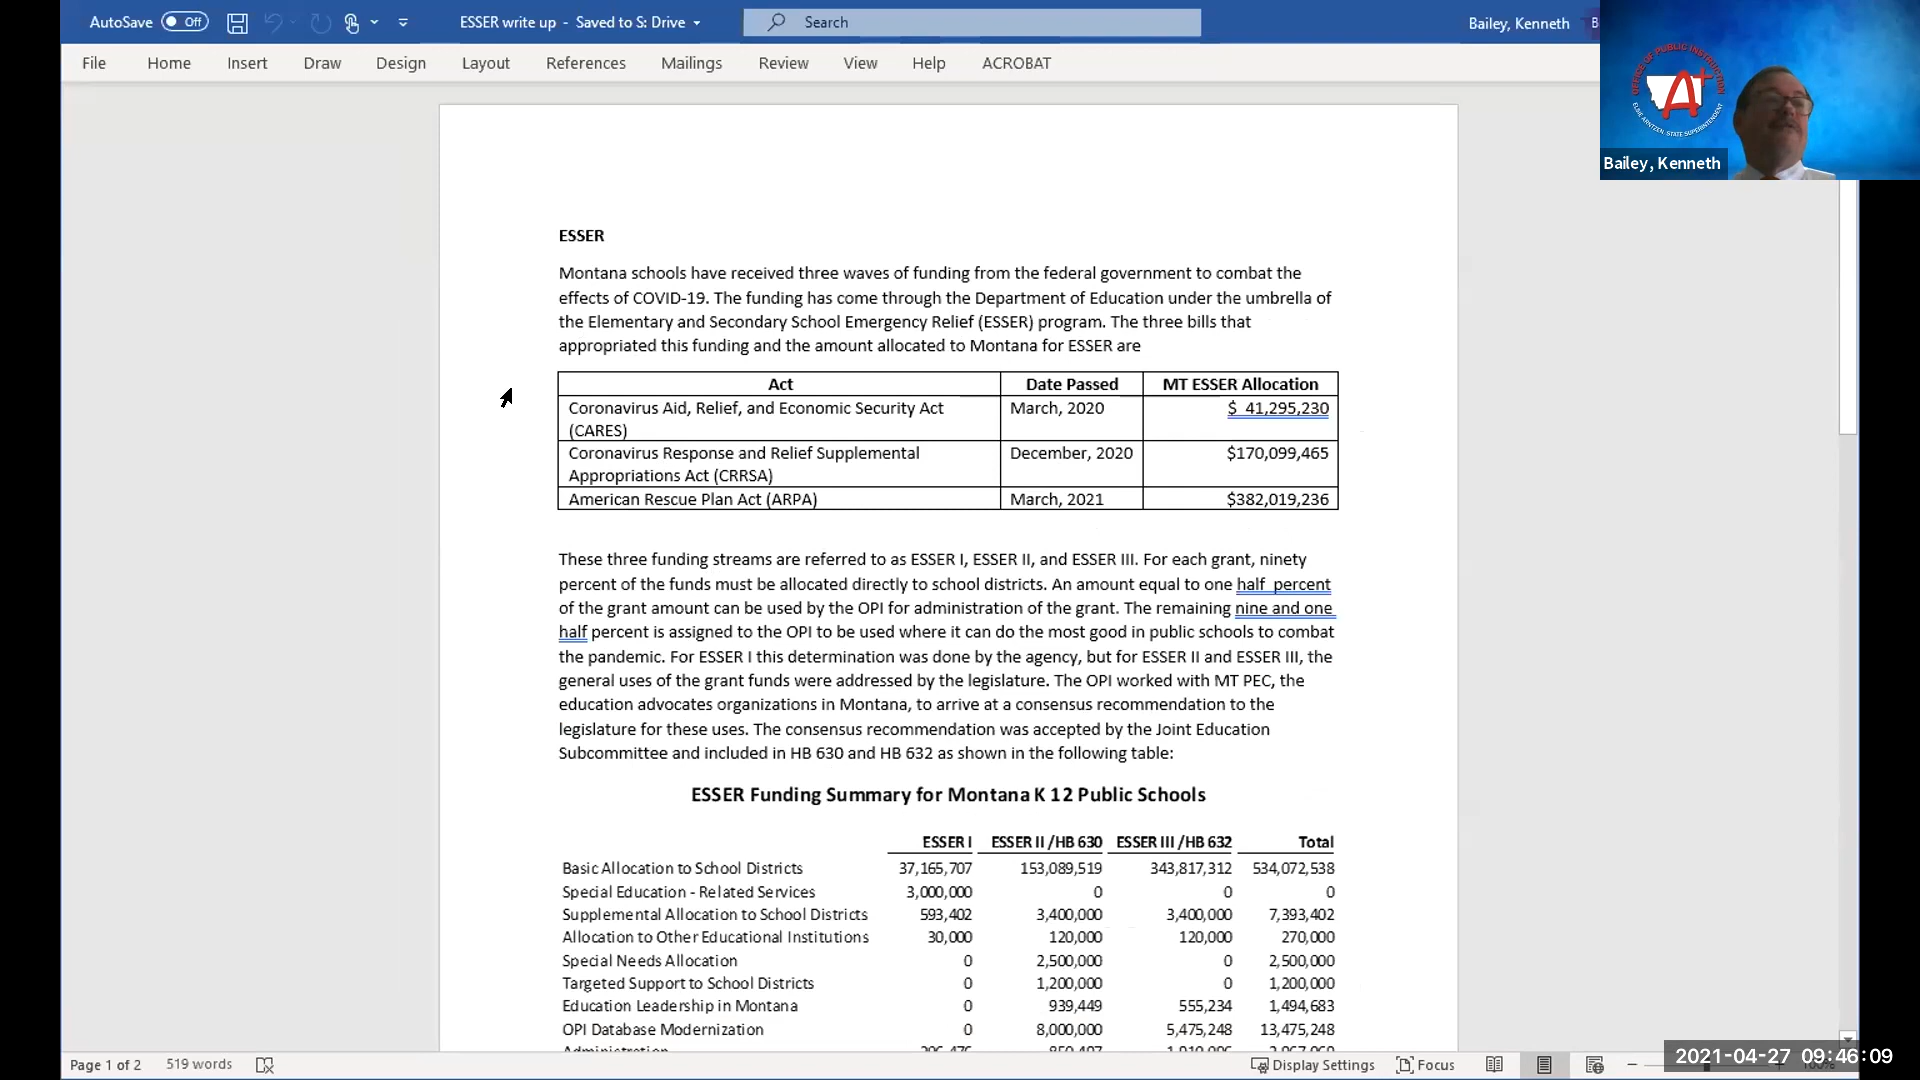 AutoSave Off ESSER write up - Saved to S: Drive Search Bailey, Kenneth
File Home Insert Draw Design Layout References Mailings Review View Help ACROBAT
OFFICE OF PUBLIC INSTRUCTION
A+
ELSIE ARNTZEN, STATE SUPERINTENDENT
Bailey, Kenneth
ESSER
Montana schools have received three waves of funding from the federal government to combat the
effects of COVID-19. The funding has come through the Department of Education under the umbrella of
the Elementary and Secondary School Emergency Relief (ESSER) program. The three bills that
appropriated this funding and the amount allocated to Montana for ESSER are
Act Date Passed MT ESSER Allocation
Coronavirus Aid, Relief, and Economic Security Act March, 2020 $ 41,295,230
(CARES)
Coronavirus Response and Relief Supplemental December, 2020 $170,099,465
Appropriations Act (CRRSA)
American Rescue Plan Act (ARPA) March, 2021 $382,019,236
These three funding streams are referred to as ESSER I, ESSER II, and ESSER III. For each grant, ninety
percent of the funds must be allocated directly to school districts. An amount equal to one half percent
of the grant amount can be used by the OPI for administration of the grant. The remaining nine and one
half percent is assigned to the OPI to be used where it can do the most good in public schools to combat
the pandemic. For ESSER I this determination was done by the agency, but for ESSER II and ESSER III, the
general uses of the grant funds were addressed by the legislature. The OPI worked with MT PEC, the
education advocates organizations in Montana, to arrive at a consensus recommendation to the
legislature for these uses. The consensus recommendation was accepted by the Joint Education
Subcommittee and included in HB 630 and HB 632 as shown in the following table:
ESSER Funding Summary for Montana K 12 Public Schools
ESSER I ESSER II /HB 630 ESSER III /HB 632 Total
Basic Allocation to School Districts 37,165,707 153,089,519 343,817,312 534,072,538
Special Education - Related Services 3,000,000 0 0 0
Supplemental Allocation to School Districts 593,402 3,400,000 3,400,000 7,393,402
Allocation to Other Educational Institutions 30,000 120,000 120,000 270,000
Special Needs Allocation 0 2,500,000 0 2,500,000
Targeted Support to School Districts 0 1,200,000 0 1,200,000
Education Leadership in Montana 0 939,449 555,234 1,494,683
OPI Database Modernization 0 8,000,000 5,475,248 13,475,248
Administration
Page 1 of 2 519 words Display Settings Focus
2021-04-27 09:46:09